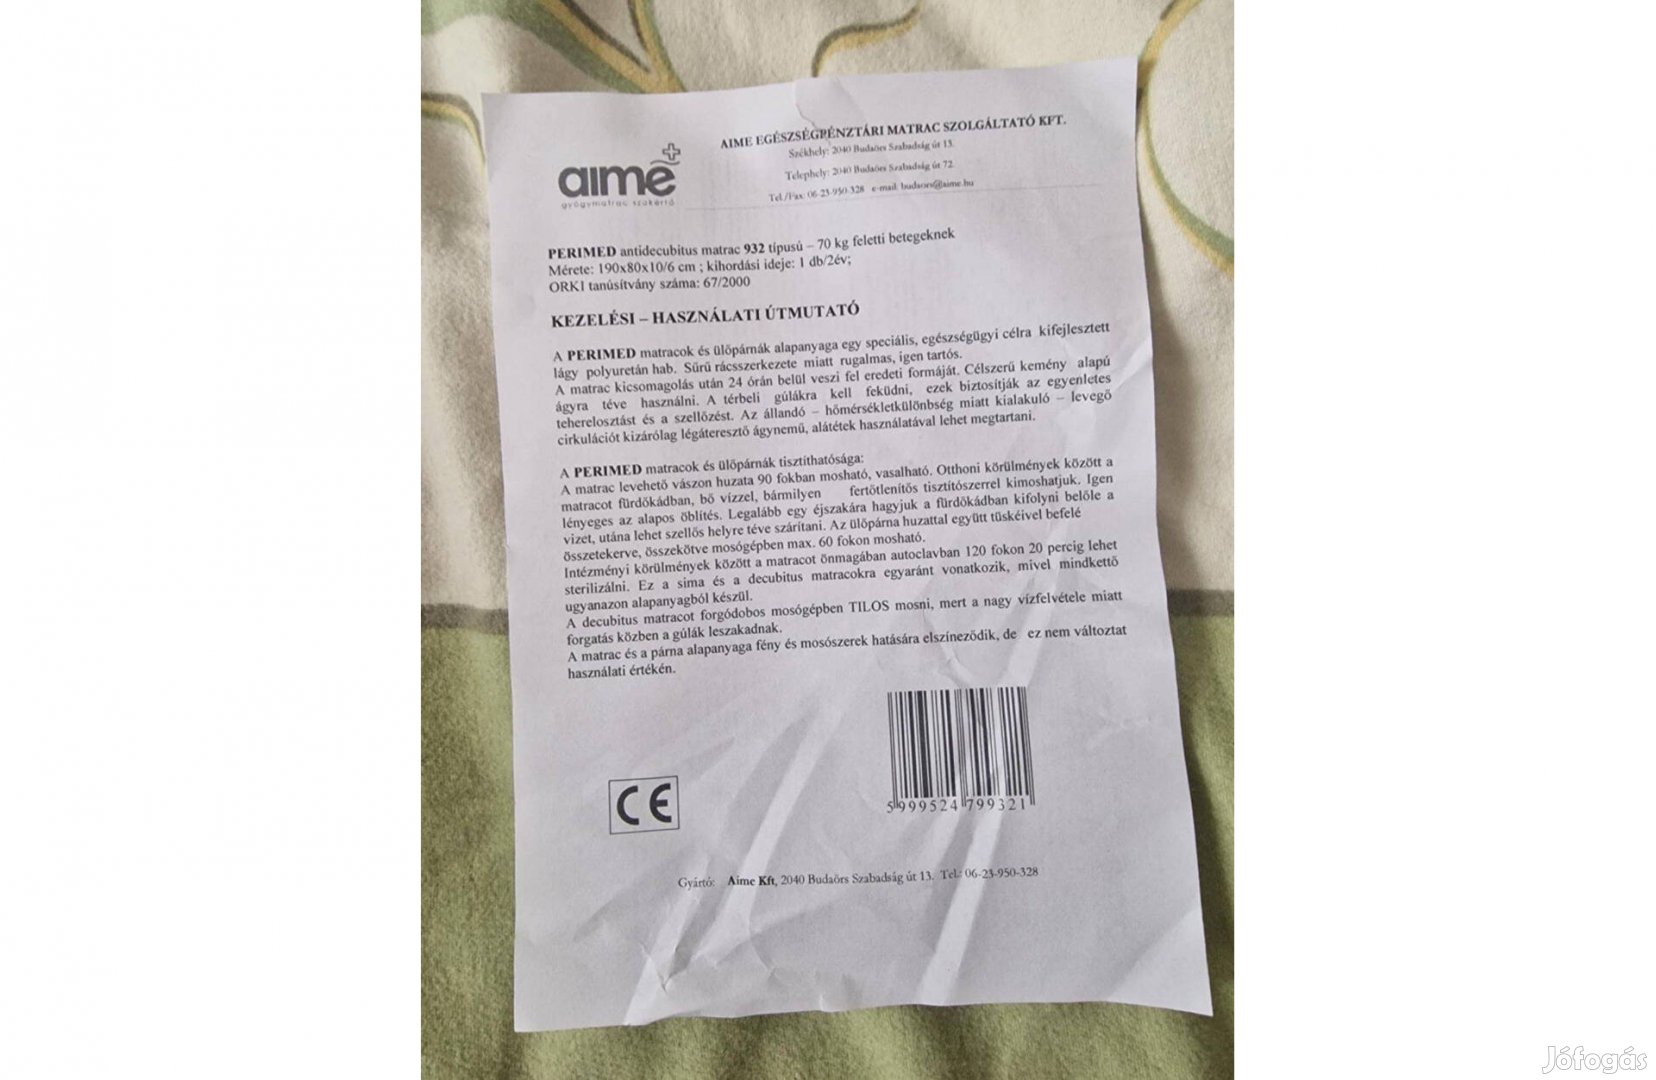 aime
gyógymatrac szakértő
AIME EGÉSZSÉGPÉNZTÁRI MATRAC SZOLGÁLTATÓ KFT.
Székhely: 2040 Budaörs Szabadság út 13.
Telephely: 2040 Budaörs Szabadság út 72.
Tel./Fax: 06-23-950-328 e-mail: budaors@aime.hu
PERIMED antidecubitus matrac 932 típusú – 70 kg feletti betegeknek
Mérete: 190x80x10/6 cm ; kihordási ideje: 1 db/2év;
ORKI tanúsítvány száma: 67/2000
KEZELÉSI – HASZNÁLATI ÚTMUTATÓ
A PERIMED matracok és ülőpárnák alapanyaga egy speciális, egészségügyi célra kifejlesztett
lágy polyuretán hab. Sűrű rácsszerkezete miatt rugalmas, igen tartós.
A matrac kicsomagolás után 24 órán belül veszi fel eredeti formáját. Célszerű kemény alapú
ágyra téve használni. A térbeli gúlákra kell feküdni, ezek biztosítják az egyenletes
teherelosztást és a szellőzést. Az állandó – hőmérsékletkülönbség miatt kialakuló – levegő
cirkulációt kizárólag légáteresztő ágynemű, alátétek használatával lehet megtartani.
A PERIMED matracok és ülőpárnák tisztíthatósága:
A matrac levehető vászon huzata 90 fokban mosható, vasalható. Otthoni körülmények között a
matracot fürdőkádban, bő vízzel, bármilyen fertőtlenítős tisztítószerrel kimoshatjuk. Igen
lényeges az alapos öblítés. Legalább egy éjszakára hagyjuk a fürdőkádban kifolyni belőle a
vizet, utána lehet szellős helyre téve szárítani. Az ülőpárna huzattal együtt tüskéivel befelé
összetekerve, összekötve mosógépben max. 60 fokon mosható.
Intézményi körülmények között a matracot önmagában autoclavban 120 fokon 20 percig lehet
sterilizálni. Ez a sima és a decubitus matracokra egyaránt vonatkozik, mivel mindkettő
ugyanazon alapanyagból készül.
A decubitus matracot forgódobos mosógépben TILOS mosni, mert a nagy vízfelvétele miatt
forgatás közben a gúlák leszakadnak.
A matrac és a párna alapanyaga fény és mosószerek hatására elszíneződik, de ez nem változtat
használati értékén.
5 999524 799321
CE
Gyártó: Aime Kft, 2040 Budaörs Szabadság út 13. Tel.: 06-23-950-328
Jófogás